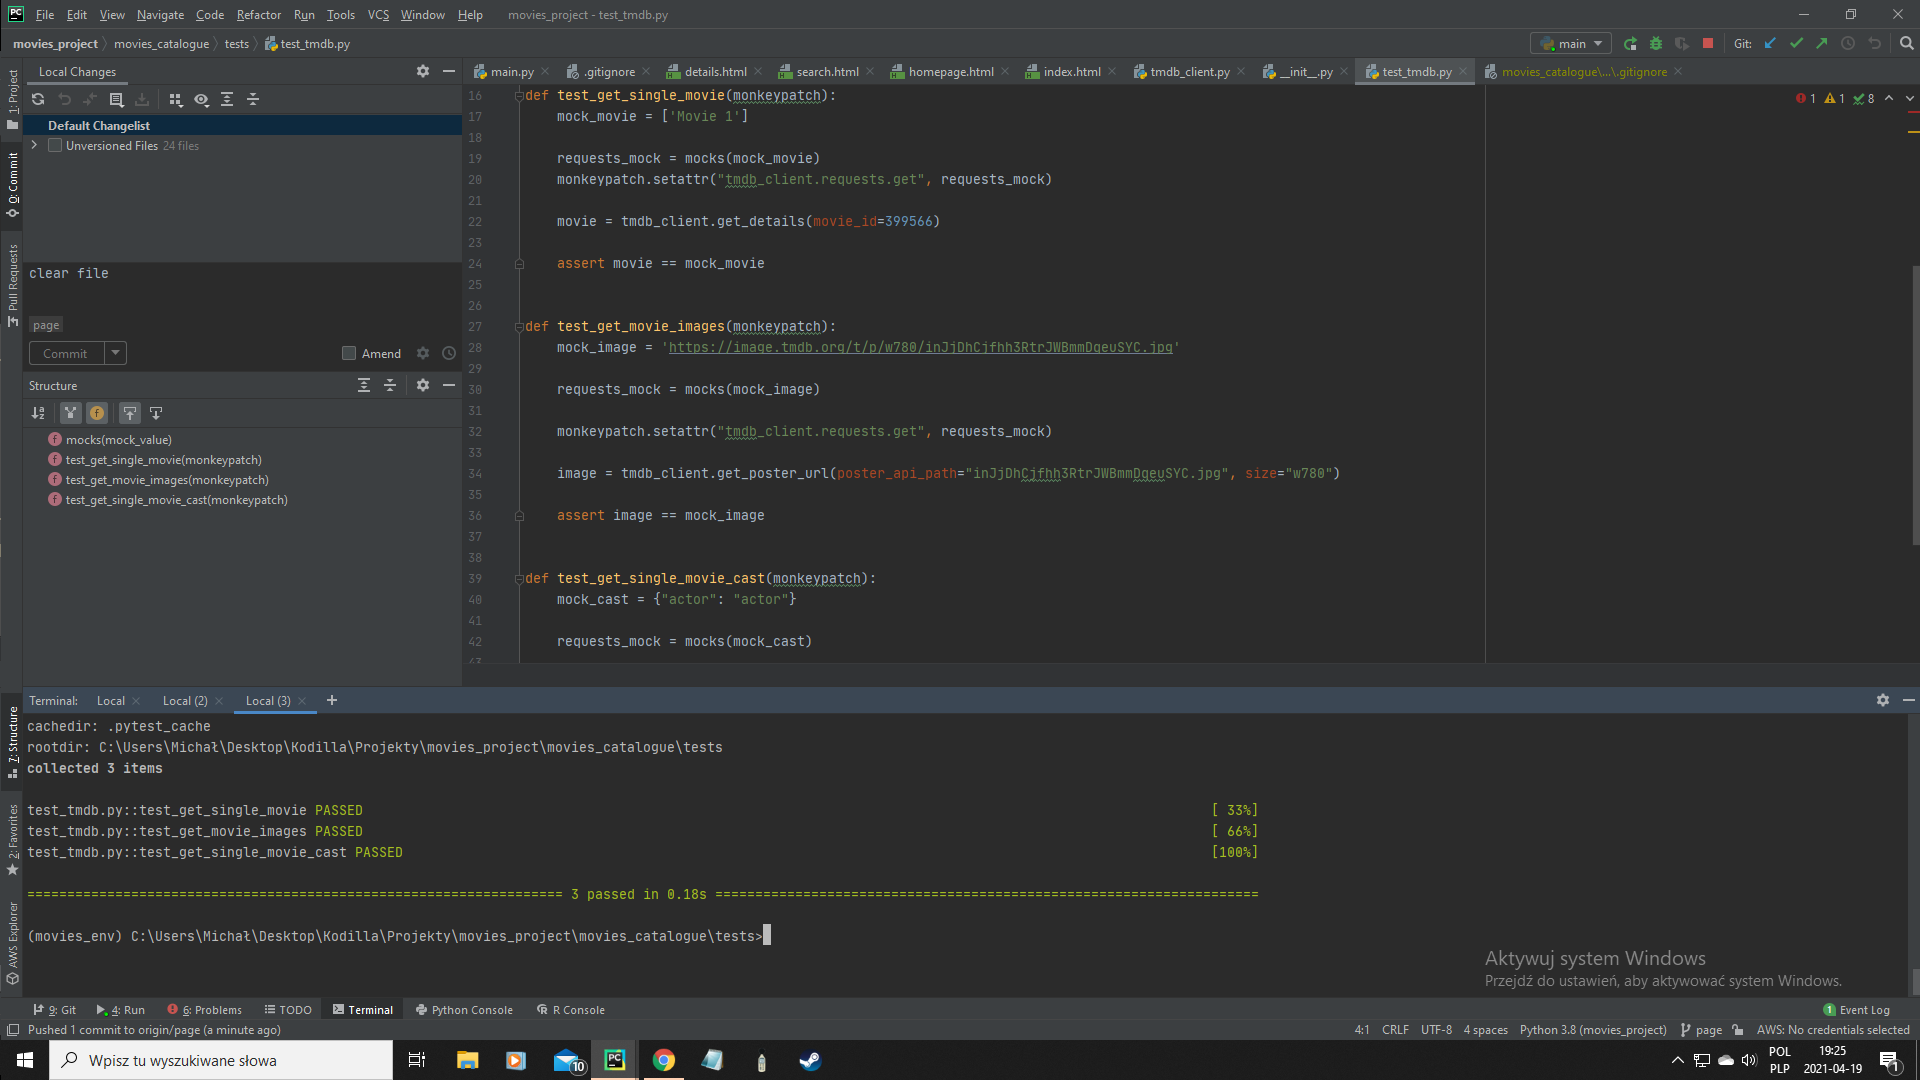 File Edit View Navigate Code Refactor Run Tools VCS Window Help movies_project - test_tmdb.py
movies_project movies_catalogue tests test_tmdb.py main Git:
Local Changes
main.py .gitignore details.html search.html homepage.html index.html tmdb_client.py __init__.py test_tmdb.py movies_catalogue\...\.gitignore
1: Project
0: Commit
Pull Requests
7: Structure
2: Favorites
AWS Explorer
Default Changelist
Unversioned Files 24 files
clear file
page
Commit Amend
Structure
mocks(mock_value)
test_get_single_movie(monkeypatch)
test_get_movie_images(monkeypatch)
test_get_single_movie_cast(monkeypatch)
1 1 8
16 def test_get_single_movie(monkeypatch):
17 mock_movie = ['Movie 1']
18
19 requests_mock = mocks(mock_movie)
20 monkeypatch.setattr("tmdb_client.requests.get", requests_mock)
21
22 movie = tmdb_client.get_details(movie_id=399566)
23
24 assert movie == mock_movie
25
26
27 def test_get_movie_images(monkeypatch):
28 mock_image = 'https://image.tmdb.org/t/p/w780/inJjDhCjfhh3RtrJWBmmDqeuSYC.jpg'
29
30 requests_mock = mocks(mock_image)
31
32 monkeypatch.setattr("tmdb_client.requests.get", requests_mock)
33
34 image = tmdb_client.get_poster_url(poster_api_path="inJjDhCjfhh3RtrJWBmmDqeuSYC.jpg", size="w780")
35
36 assert image == mock_image
37
38
39 def test_get_single_movie_cast(monkeypatch):
40 mock_cast = {"actor": "actor"}
41
42 requests_mock = mocks(mock_cast)
43
Terminal: Local Local (2) Local (3) +
cachedir: .pytest_cache
rootdir: C:\Users\Michał\Desktop\Kodilla\Projekty\movies_project\movies_catalogue\tests
collected 3 items
test_tmdb.py::test_get_single_movie PASSED [ 33%]
test_tmdb.py::test_get_movie_images PASSED [ 66%]
test_tmdb.py::test_get_single_movie_cast PASSED [100%]
=================================================================== 3 passed in 0.18s ====================================================================
(movies_env) C:\Users\Michał\Desktop\Kodilla\Projekty\movies_project\movies_catalogue\tests>
Aktywuj system Windows
Przejdź do ustawień, aby aktywować system Windows.
9: Git 4: Run 6: Problems TODO Terminal Python Console R Console 1 Event Log
Pushed 1 commit to origin/page (a minute ago) 4:1 CRLF UTF-8 4 spaces Python 3.8 (movies_project) page AWS: No credentials selected
Wpisz tu wyszukiwane słowa 10 POL 19:25
PLP 2021-04-19 1